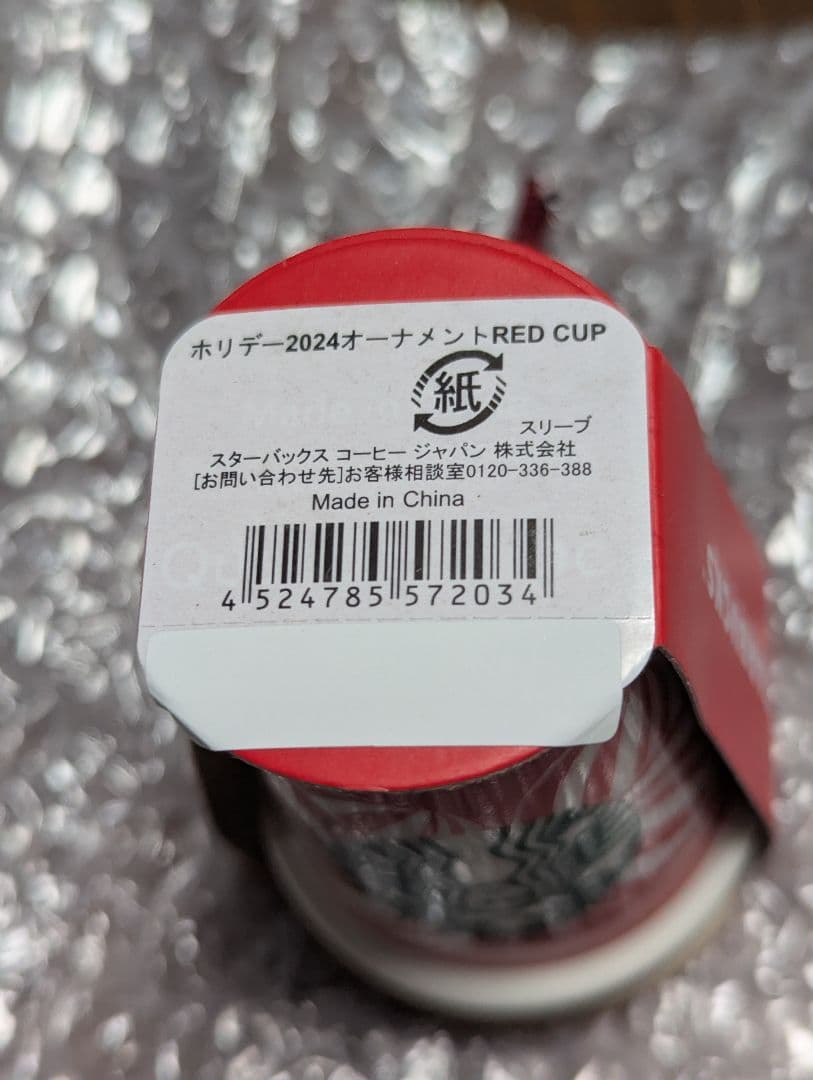 ホリデー2024オーナメントRED CUP
紙
スリーブ
スターバックス コーヒー ジャパン 株式会社
[お問い合わせ先]お客様相談室0120-336-388
Made in China
4 524785 572034